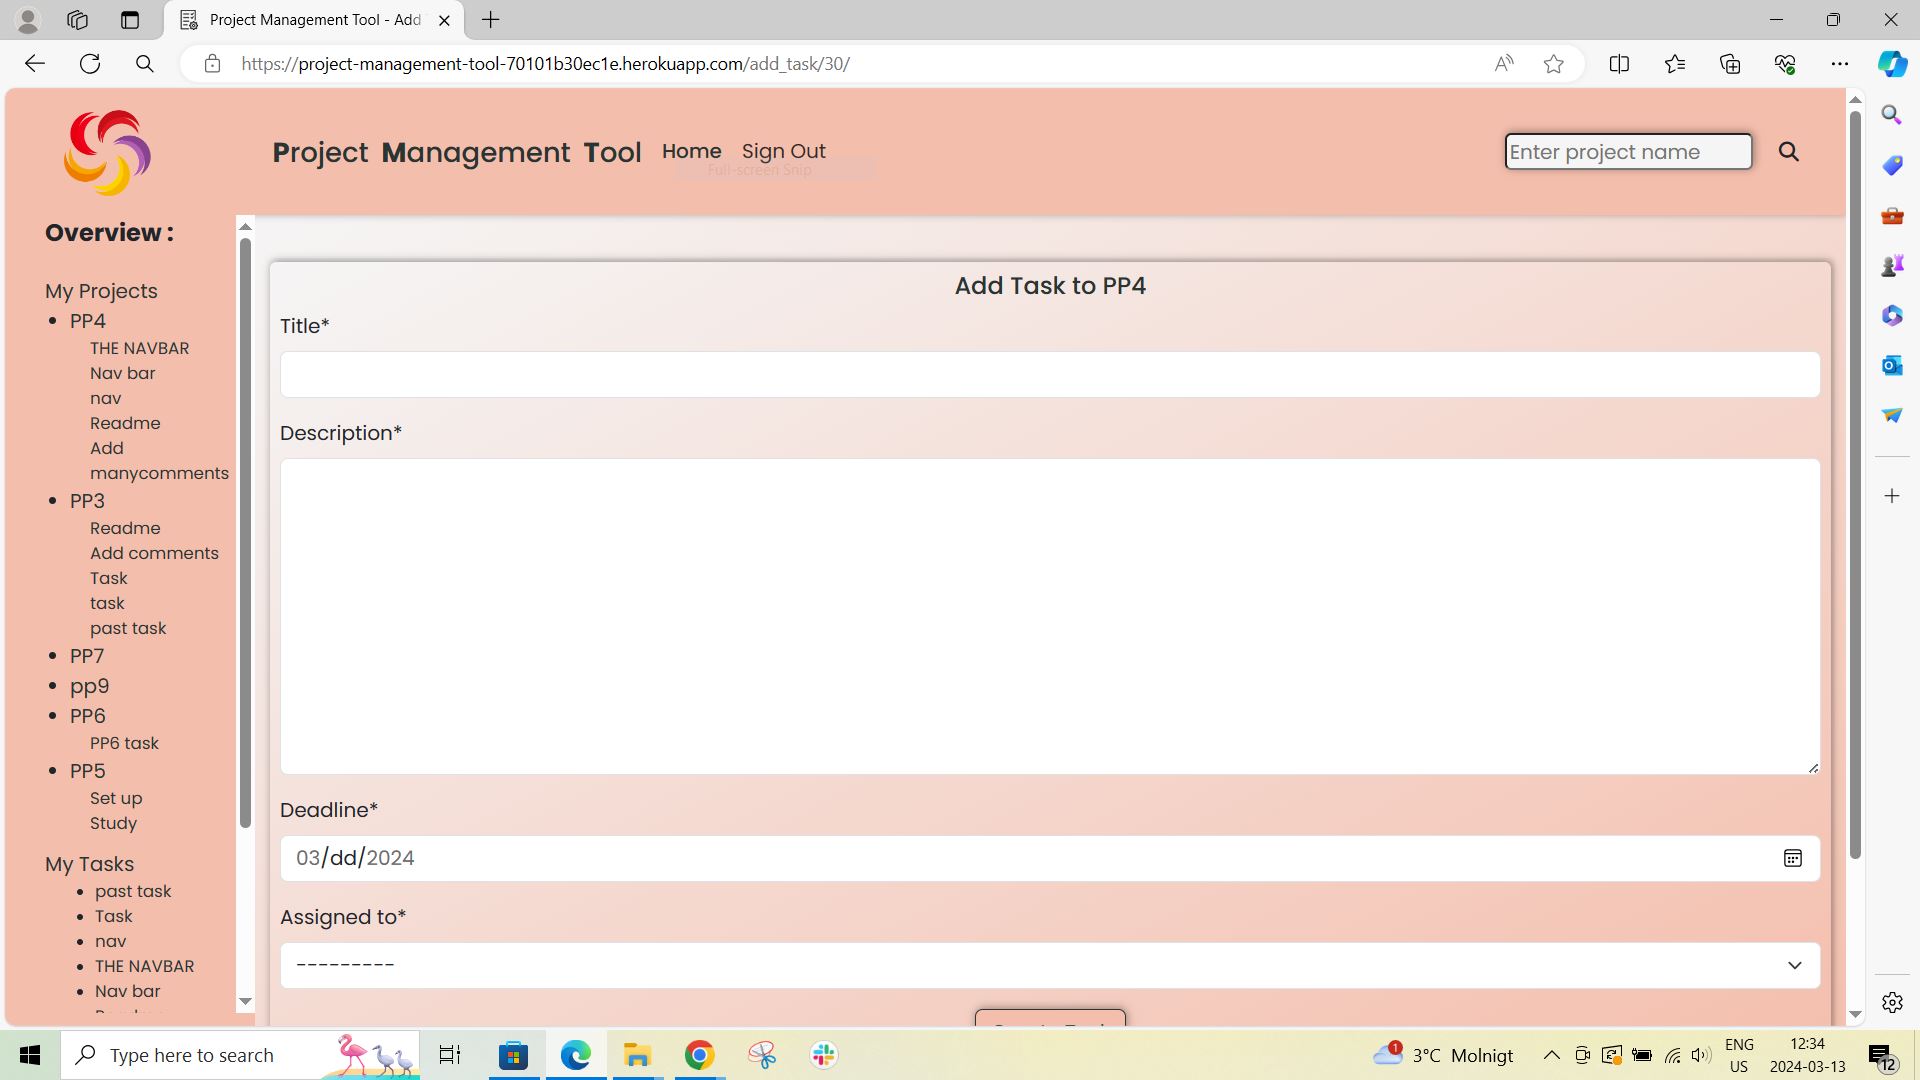 Project Management Tool - Add
https://project-management-tool-70101b30ec1e.herokuapp.com/add_task/30/
Project Management Tool
Home
Sign Out
Full-screen Snip
Enter project name
Overview :
My Projects
PP4
THE NAVBAR
Nav bar
nav
Readme
Add
manycomments
PP3
Readme
Add comments
Task
task
past task
PP7
pp9
PP6
PP6 task
PP5
Set up
Study
My Tasks
past task
Task
nav
THE NAVBAR
Nav bar
Add Task to PP4
Title*
Description*
Deadline*
03/dd/2024
Assigned to*
---------
Type here to search
1
3°C Molnigt
ENG
US
12:34
2024-03-13
12